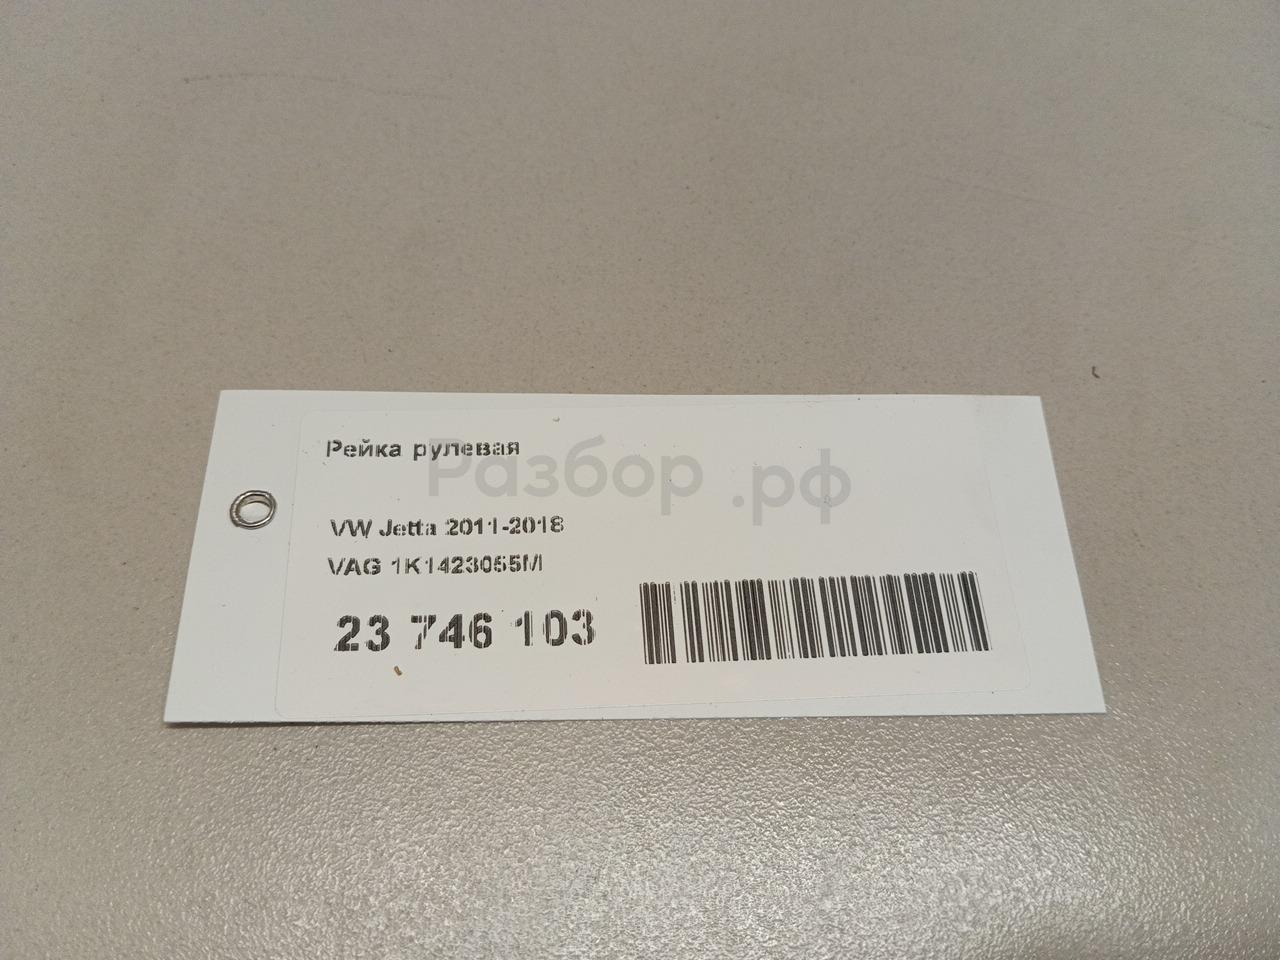 Рейка рулевая
Разбор.рф
VW Jetta 2011-2018
VAG 1K1423055M
23 746 103